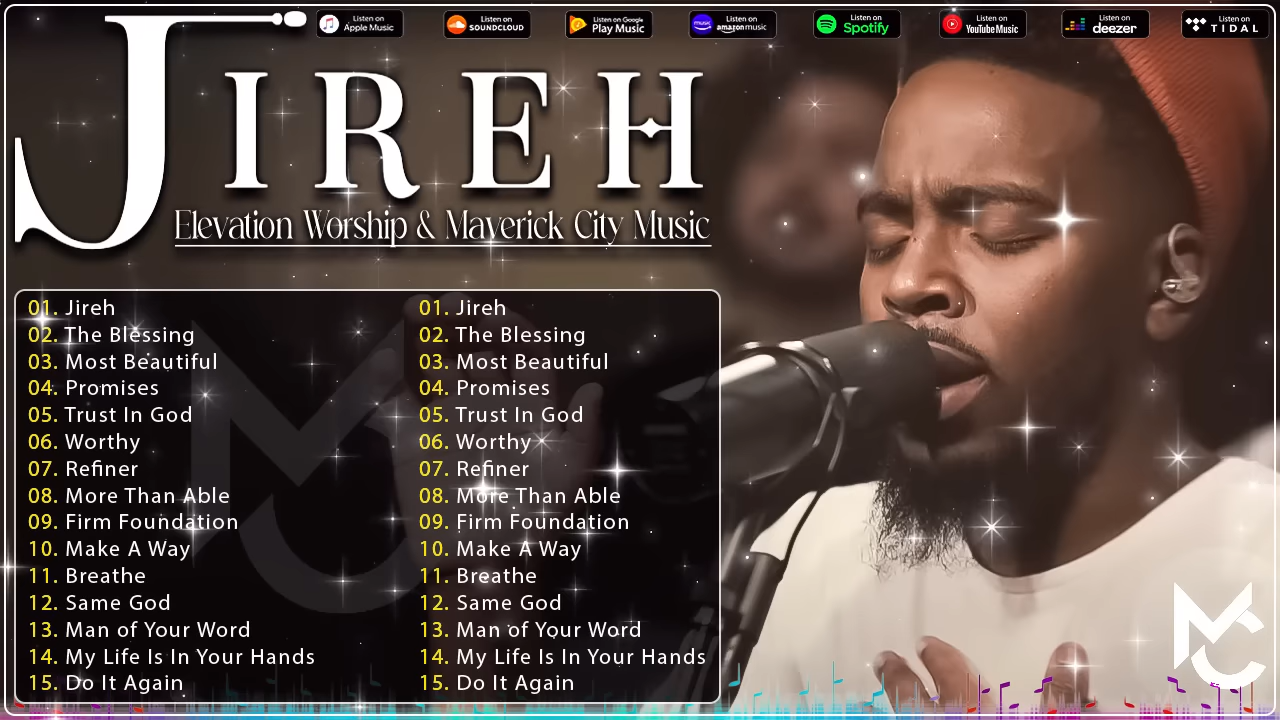 Listen on Apple Music
Listen on SOUNDCLOUD
Listen on Google Play Music
music Listen on amazon music
Listen on Spotify
Listen on YouTube Music
Listen on deezer
Listen on TIDAL
JIREH
Elevation Worship & Maverick City Music
01. Jireh
02. The Blessing
03. Most Beautiful
04. Promises
05. Trust In God
06. Worthy
07. Refiner
08. More Than Able
09. Firm Foundation
10. Make A Way
11. Breathe
12. Same God
13. Man of Your Word
14. My Life Is In Your Hands
15. Do It Again
01. Jireh
02. The Blessing
03. Most Beautiful
04. Promises
05. Trust In God
06. Worthy
07. Refiner
08. More Than Able
09. Firm Foundation
10. Make A Way
11. Breathe
12. Same God
13. Man of Your Word
14. My Life Is In Your Hands
15. Do It Again
MC
MC